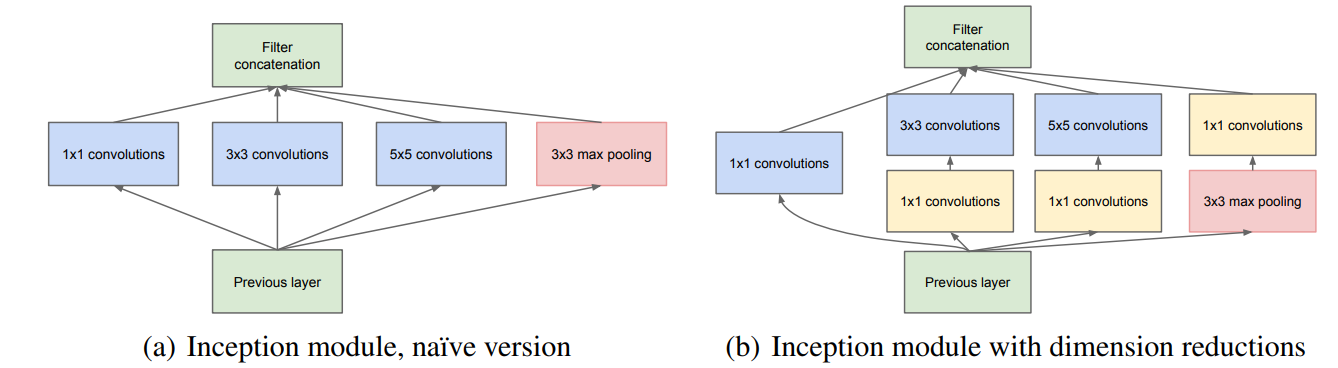 Filter
concatenation
1x1 convolutions
3x3 convolutions
5x5 convolutions
3x3 max pooling
Previous layer
(a) Inception module, naïve version
Filter
concatenation
3x3 convolutions
5x5 convolutions
1x1 convolutions
1x1 convolutions
1x1 convolutions
1x1 convolutions
3x3 max pooling
Previous layer
(b) Inception module with dimension reductions